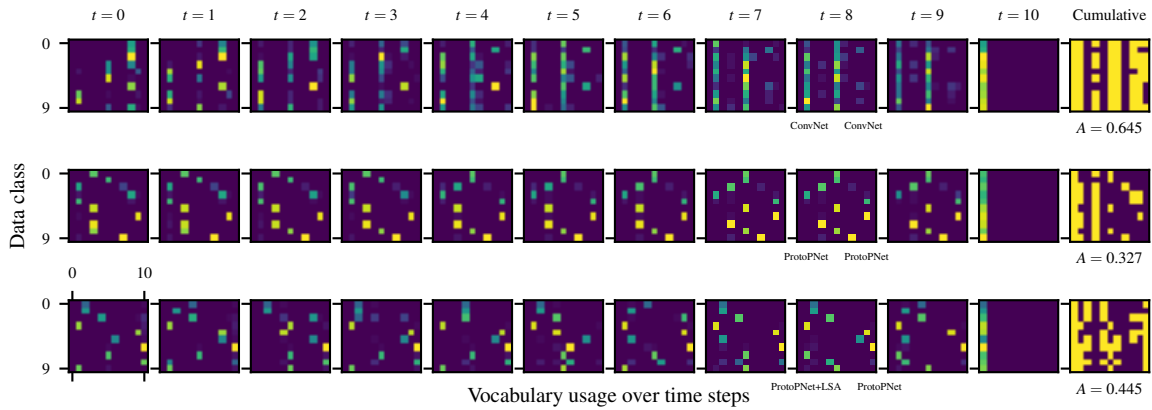 t = 0 t = 1 t = 2 t = 3 t = 4 t = 5 t = 6 t = 7 t = 8 t = 9 t = 10 Cumulative
0
9
ConvNet ConvNet
A = 0.645
Data class
0
9
ProtoPNet ProtoPNet
A = 0.327
0 10
0
9
ProtoPNet+LSA ProtoPNet
A = 0.445
Vocabulary usage over time steps